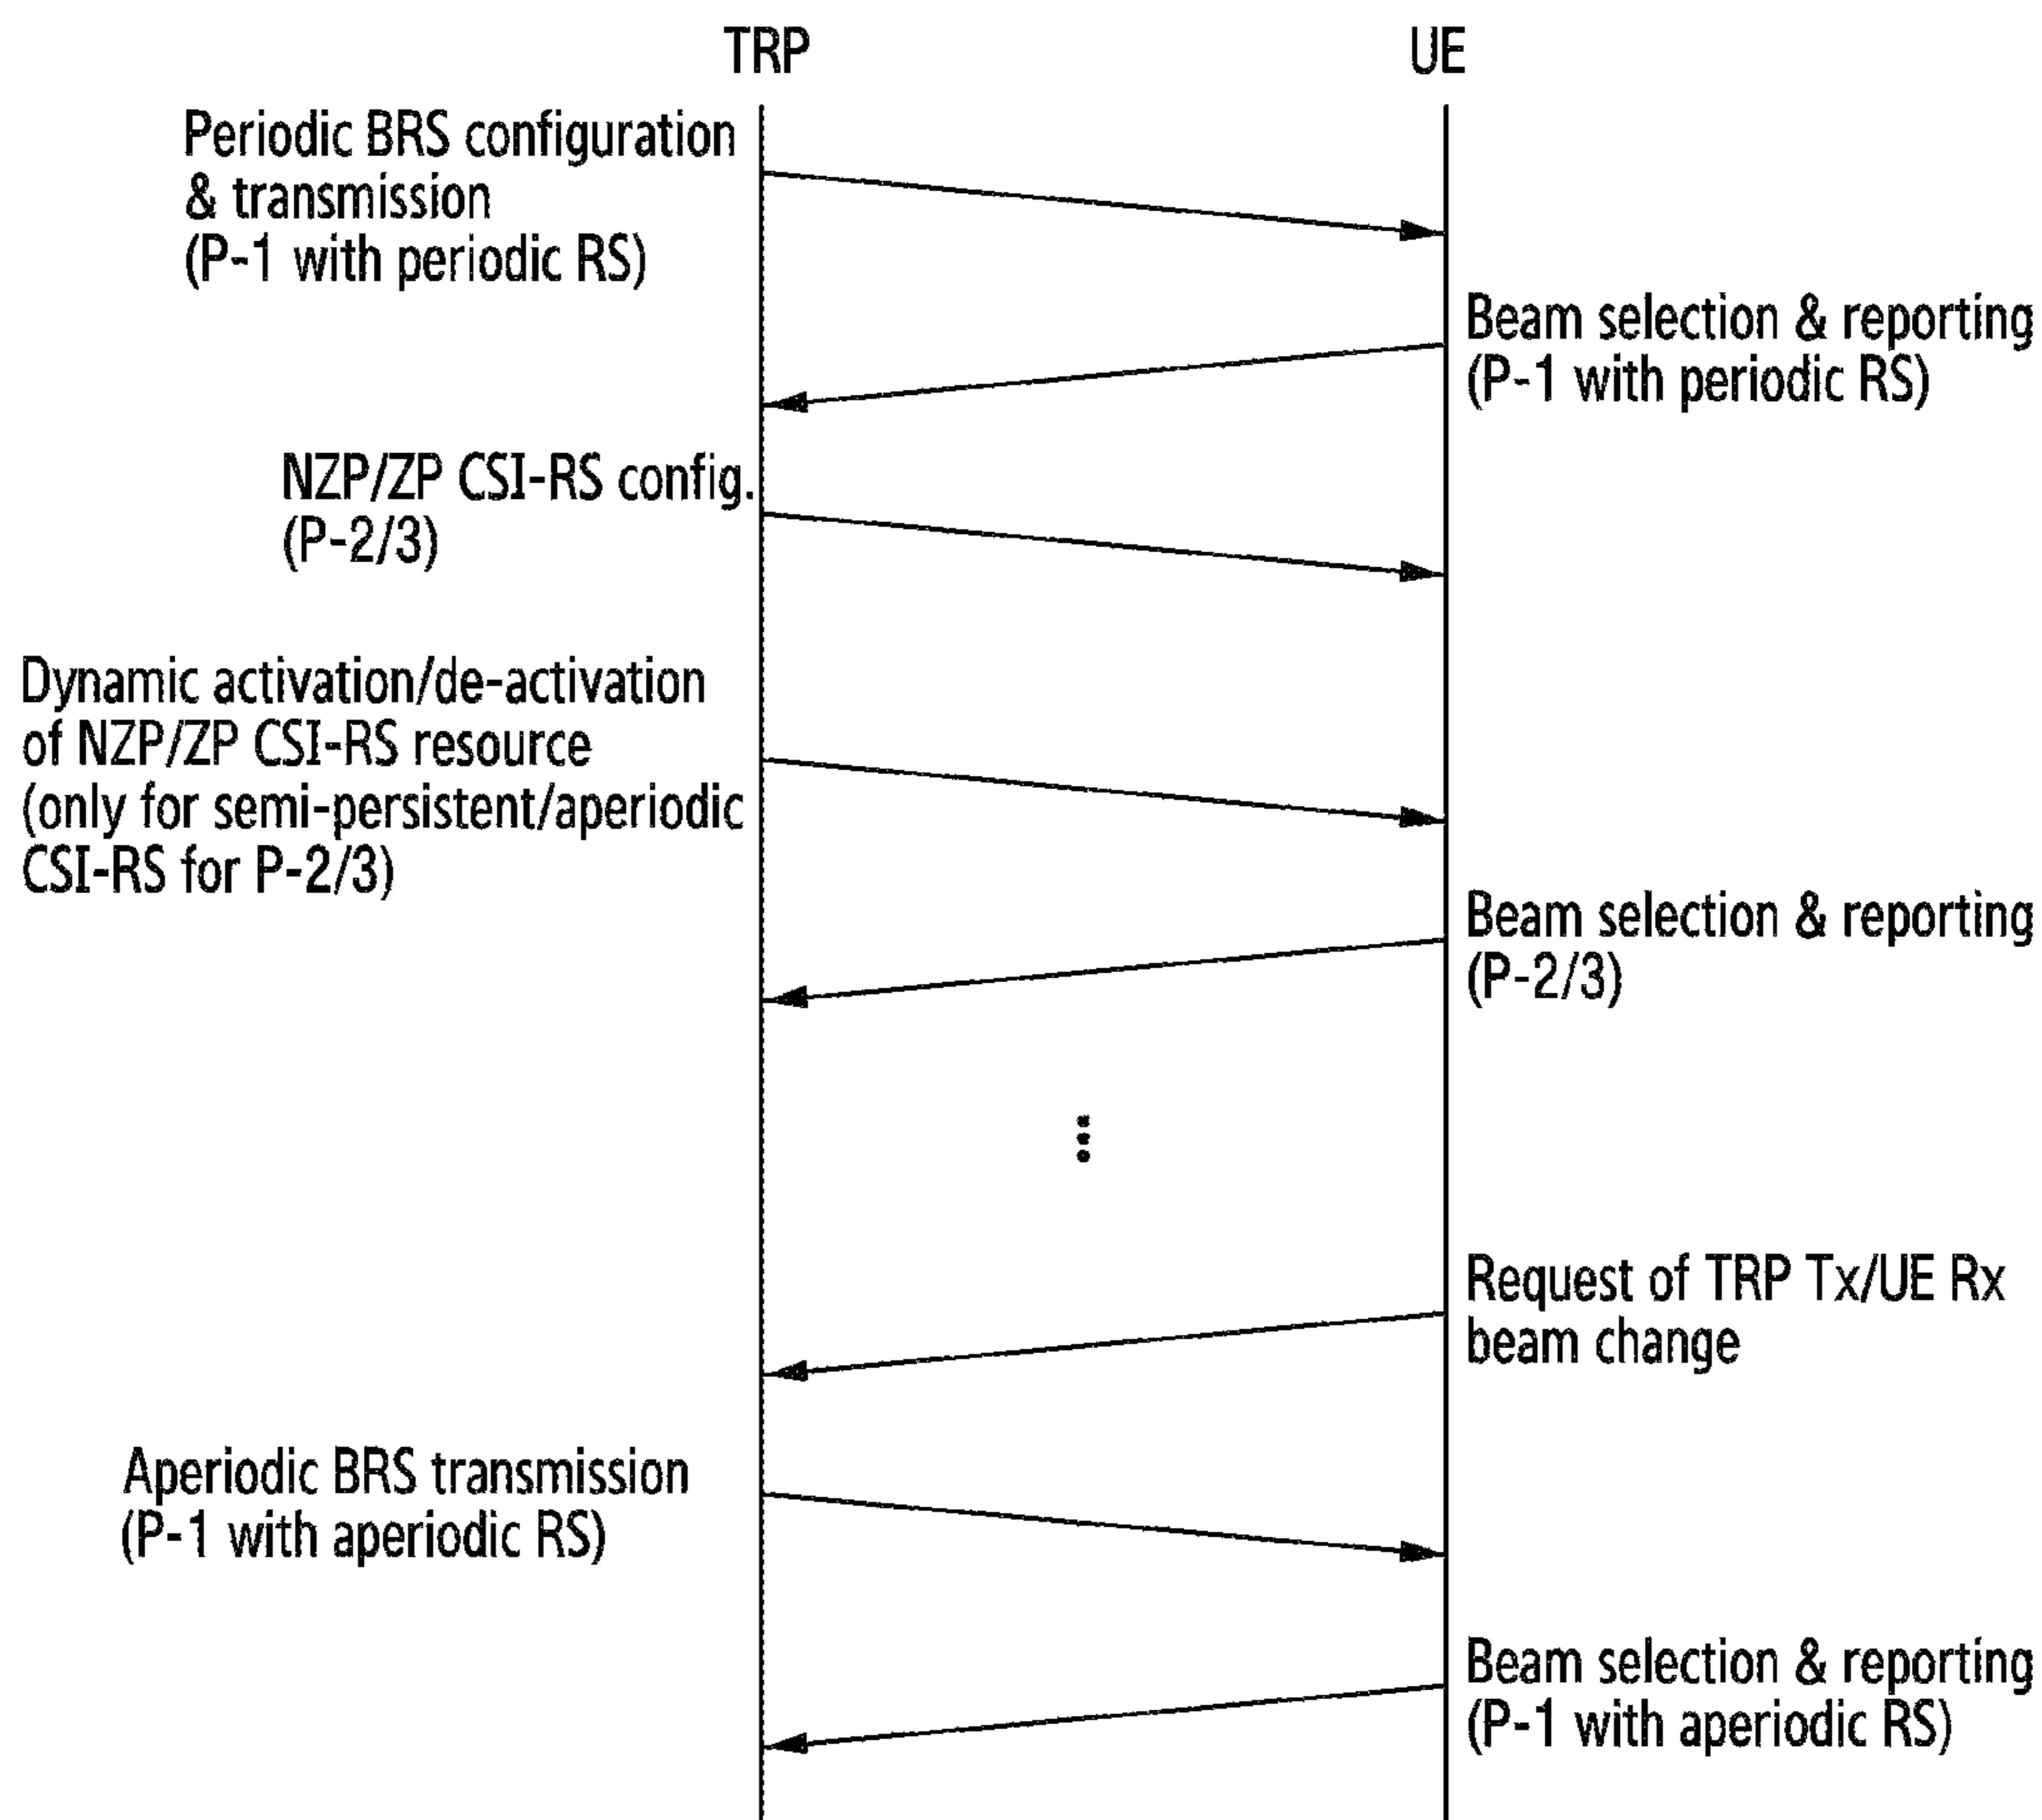 TRP
UE
Periodic BRS configuration
& transmission
(P-1 with periodic RS)
Beam selection & reporting
(P-1 with periodic RS)
NZP/ZP CSI-RS config.
(P-2/3)
Dynamic activation/de-activation
of NZP/ZP CSI-RS resource
(only for semi-persistent/aperiodic
CSI-RS for P-2/3)
Beam selection & reporting
(P-2/3)
Request of TRP Tx/UE Rx
beam change
Aperiodic BRS transmission
(P-1 with aperiodic RS)
Beam selection & reporting
(P-1 with aperiodic RS)